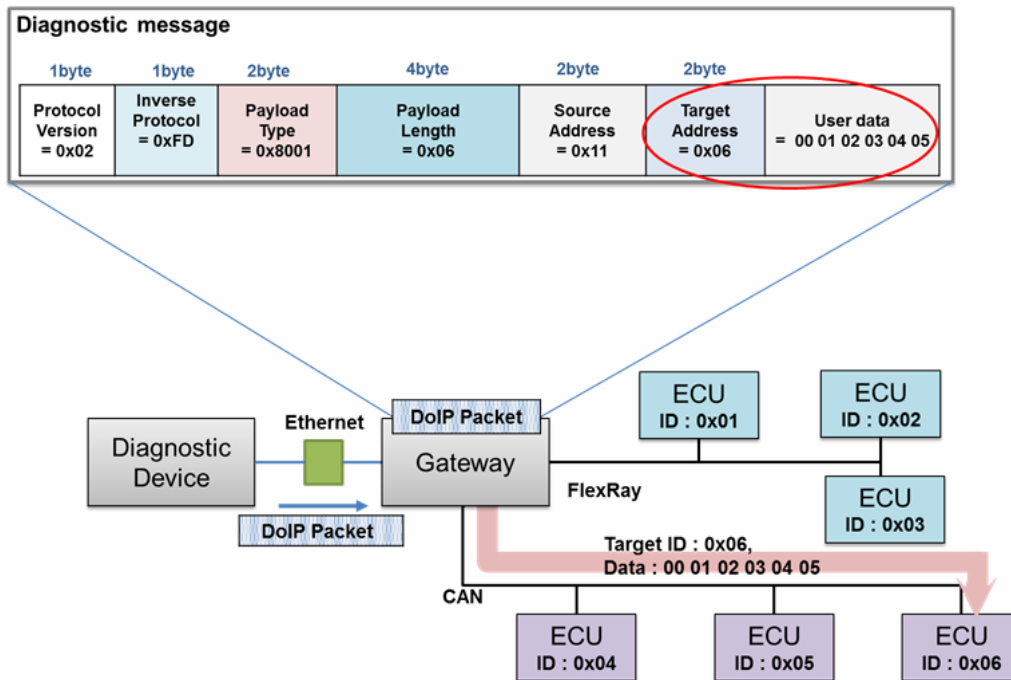 Diagnostic message
1byte
1byte
2byte
4byte
2byte
2byte
Protocol
Version
= 0x02
Inverse
Protocol
= 0xFD
Payload
Type
= 0x8001
Payload
Length
= 0x06
Source
Address
= 0x11
Target
Address
= 0x06
User data
= 00 01 02 03 04 05
ECU
ID : 0x01
ECU
ID : 0x02
Ethernet
DoIP Packet
Diagnostic
Device
Gateway
FlexRay
ECU
ID : 0x03
DoIP Packet
Target ID : 0x06,
Data : 00 01 02 03 04 05
CAN
ECU
ID : 0x04
ECU
ID : 0x05
ECU
ID : 0x06